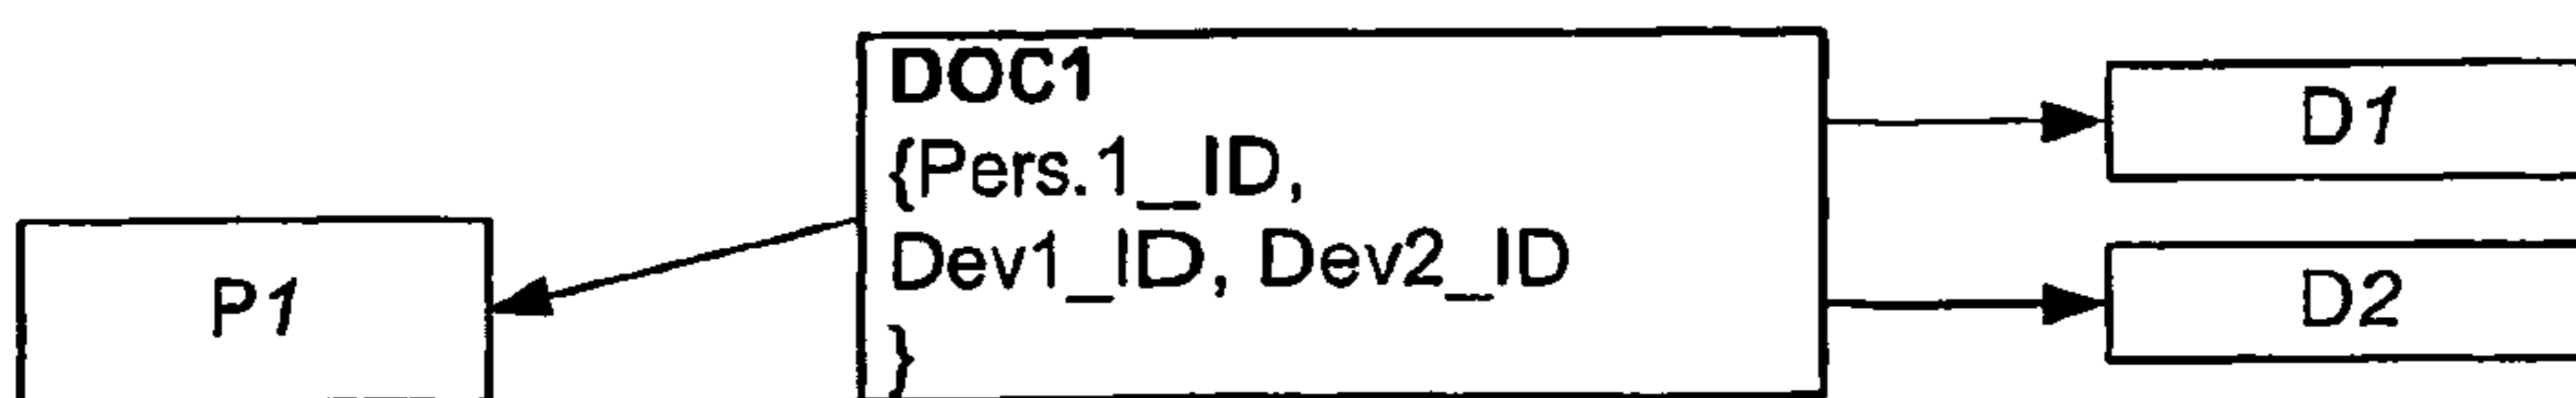 DOC1
{Pers.1_ID,
Dev1_ID, Dev2_ID
}
P1
D1
D2